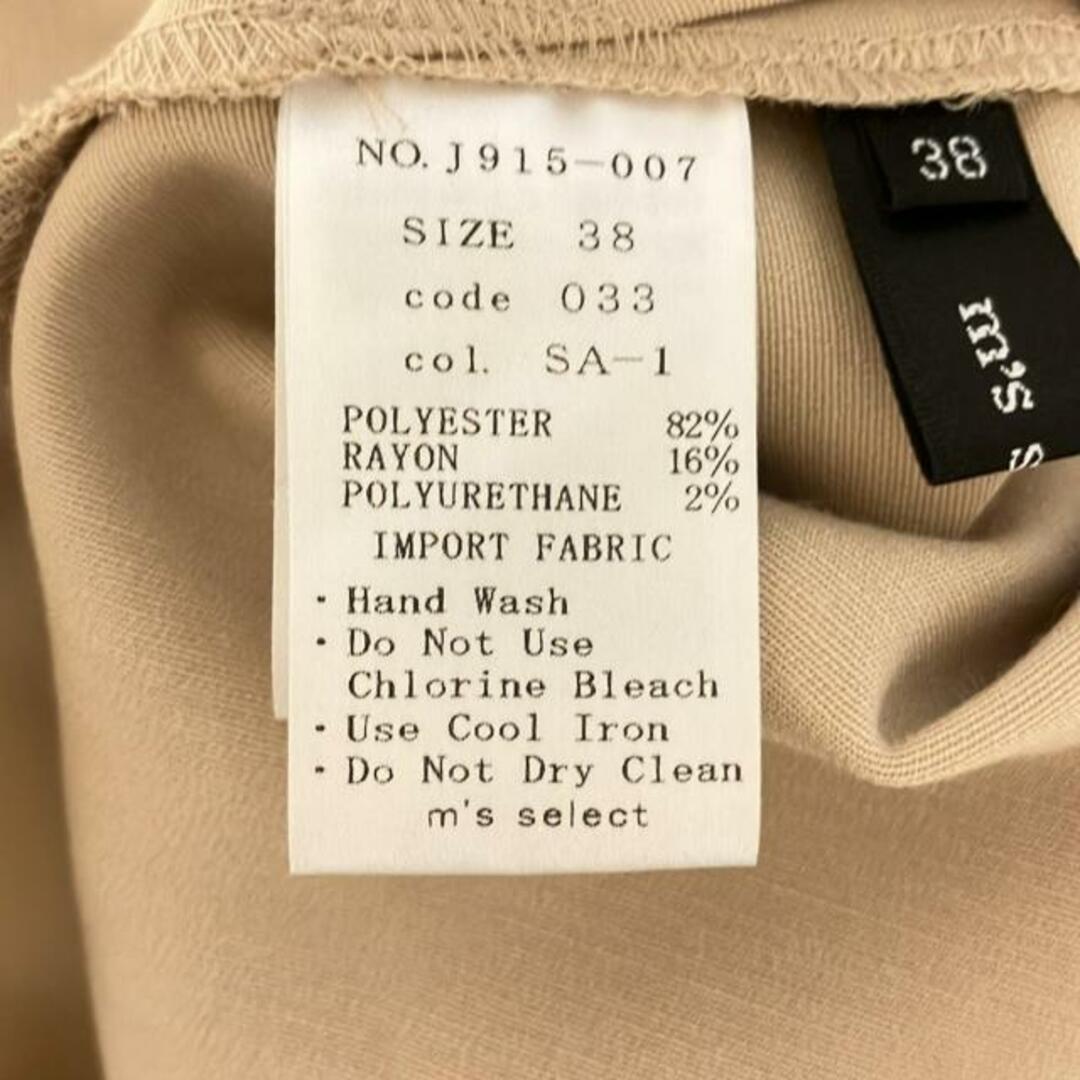 NO. J915-007
SIZE 38
code 033
col. SA-1
POLYESTER 82%
RAYON 16%
POLYURETHANE 2%
IMPORT FABRIC
・Hand Wash
・Do Not Use
Chlorine Bleach
・Use Cool Iron
・Do Not Dry Clean
m's select
38
m's s